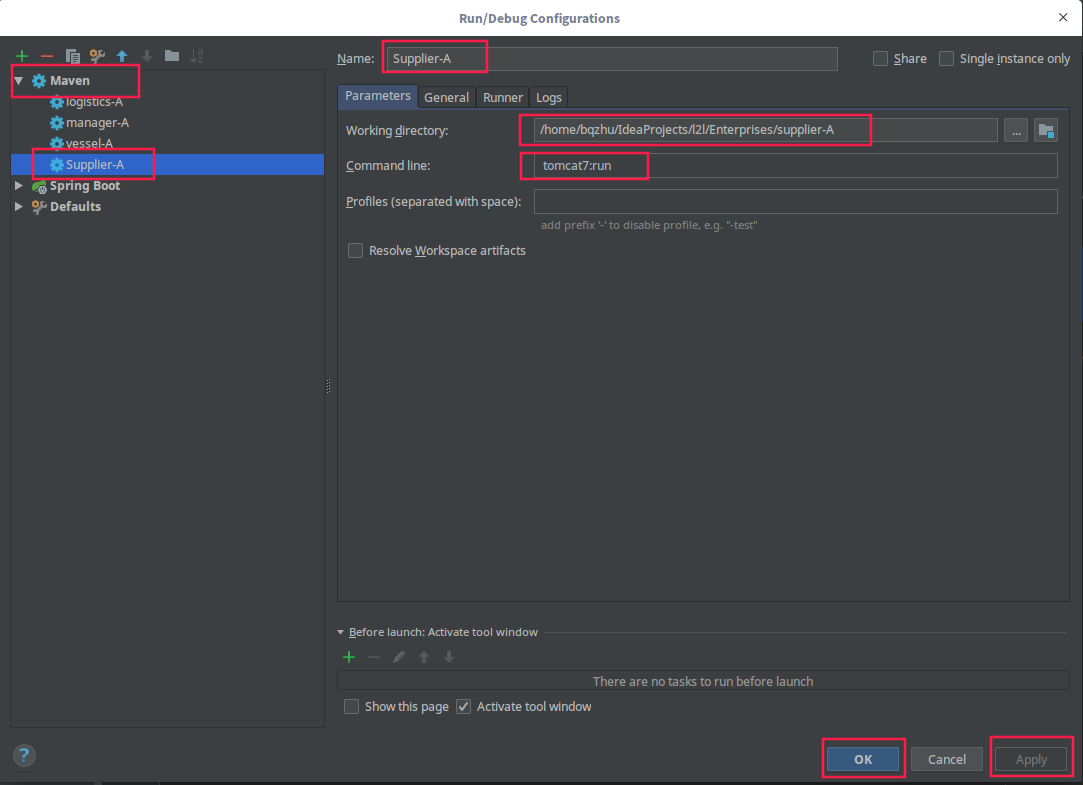 Run/Debug Configurations
Name: Supplier-A
Share
Single instance only
Maven
logistics-A
manager-A
vessel-A
Supplier-A
Spring Boot
Defaults
Parameters General Runner Logs
Working directory: /home/bqzhu/IdeaProjects/l2l/Enterprises/supplier-A ...
Command line: tomcat7:run
Profiles (separated with space):
add prefix '-' to disable profile, e.g. "-test"
Resolve Workspace artifacts
Before launch: Activate tool window
There are no tasks to run before launch
Show this page Activate tool window
? OK Cancel Apply